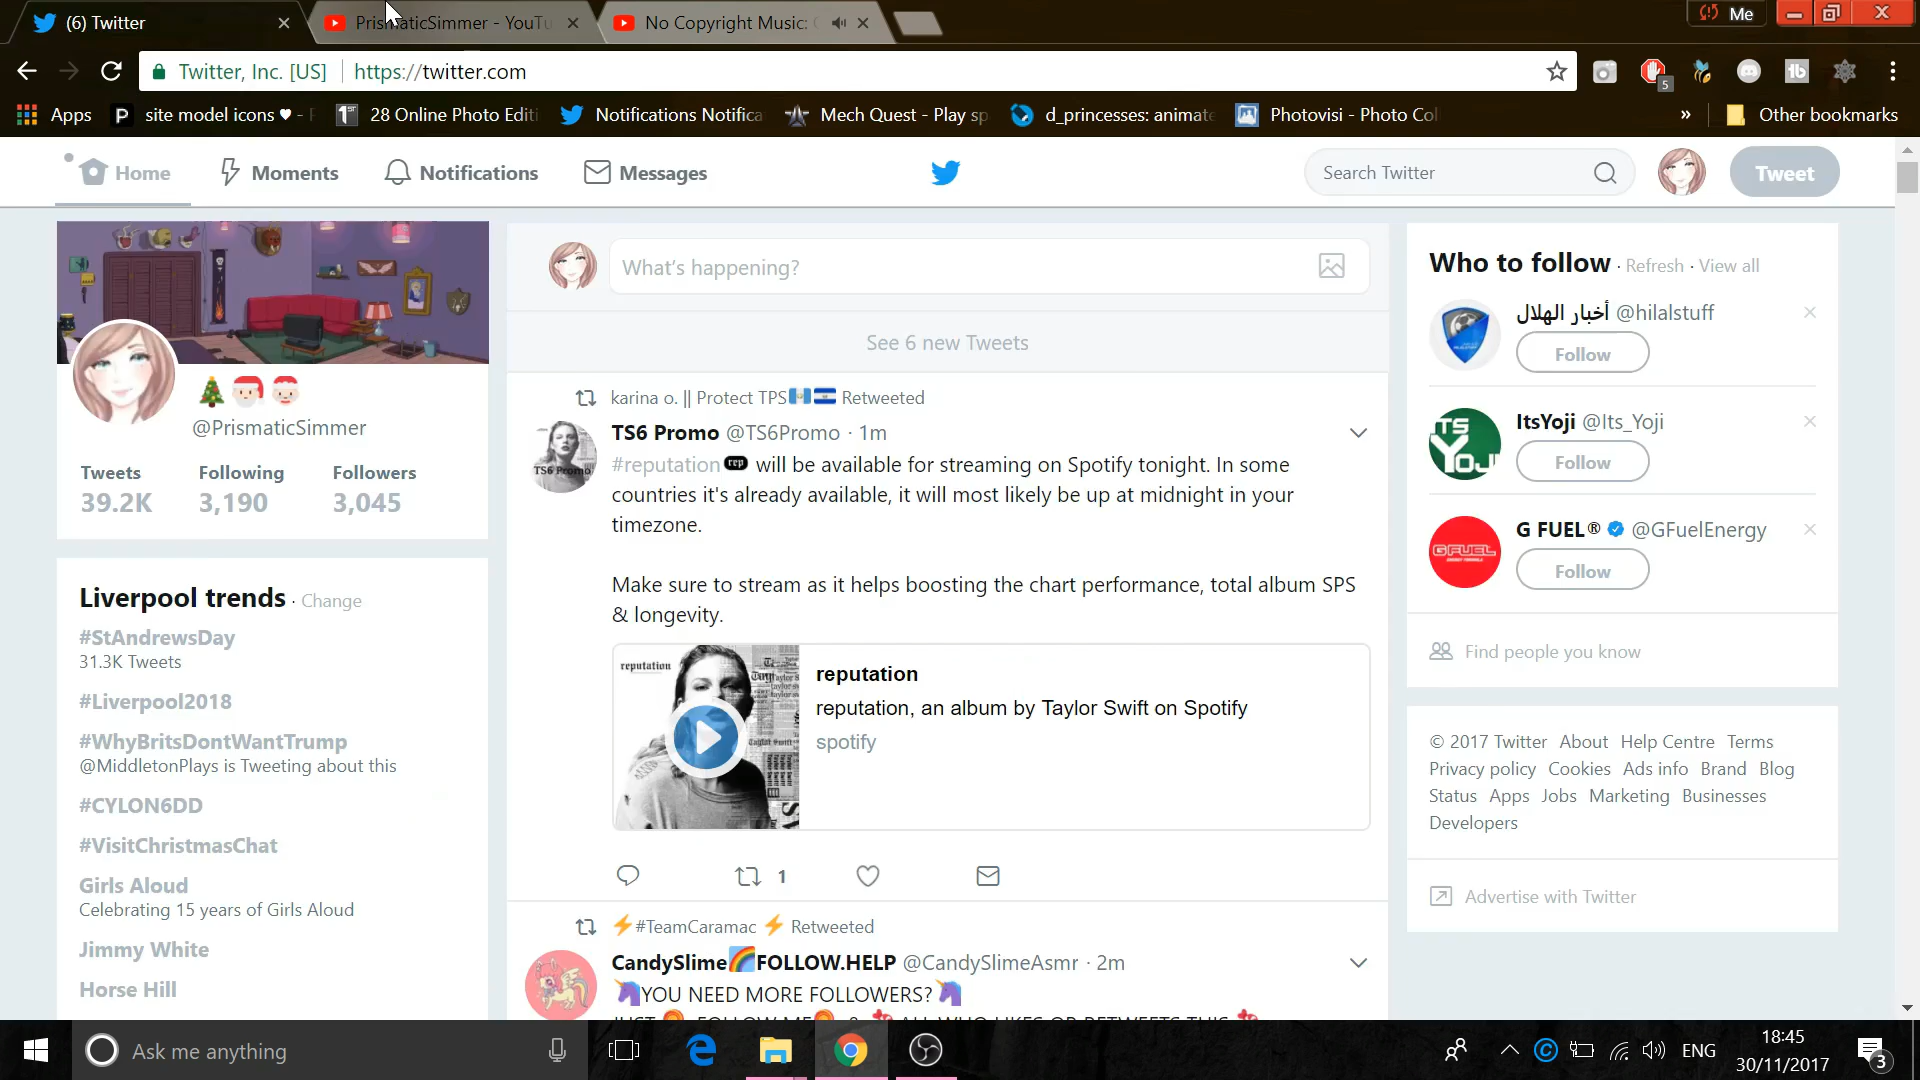 (6) Twitter
PrismaticSimmer - YouTu
No Copyright Music:
Me
Twitter, Inc. [US]
https://twitter.com
5
Apps
site model icons ♥ -
28 Online Photo Editi
Notifications Notifica
Mech Quest - Play sp
d_princesses: animate
Photovisi - Photo Col
»
Other bookmarks
Home
Moments
Notifications
Messages
Search Twitter
Tweet
🎄🎅🤶
@PrismaticSimmer
Tweets Following Followers
39.2K 3,190 3,045
Liverpool trends · Change
#StAndrewsDay
31.3K Tweets
#Liverpool2018
#WhyBritsDontWantTrump
@MiddletonPlays is Tweeting about this
#CYLON6DD
#VisitChristmasChat
Girls Aloud
Celebrating 15 years of Girls Aloud
Jimmy White
Horse Hill
What's happening?
See 6 new Tweets
karina o. || Protect TPS🇬🇹🇸🇻 Retweeted
TS6 Promo @TS6Promo · 1m
#reputation rep will be available for streaming on Spotify tonight. In some
countries it's already available, it will most likely be up at midnight in your
timezone.
Make sure to stream as it helps boosting the chart performance, total album SPS
& longevity.
TS6 Promo
reputation
reputation
reputation, an album by Taylor Swift on Spotify
spotify
1
⚡#TeamCaramac ⚡ Retweeted
CandySlime🌈FOLLOW.HELP @CandySlimeAsmr · 2m
🦄YOU NEED MORE FOLLOWERS?🦄
Who to follow · Refresh · View all
أخبار الهلال @hilalstuff
Follow
TS
YOJI
ItsYoji @Its_Yoji
Follow
GFUEL
G FUEL® @GFuelEnergy
Follow
Find people you know
© 2017 Twitter About Help Centre Terms
Privacy policy Cookies Ads info Brand Blog
Status Apps Jobs Marketing Businesses
Developers
Advertise with Twitter
Ask me anything
ENG
18:45
30/11/2017
3